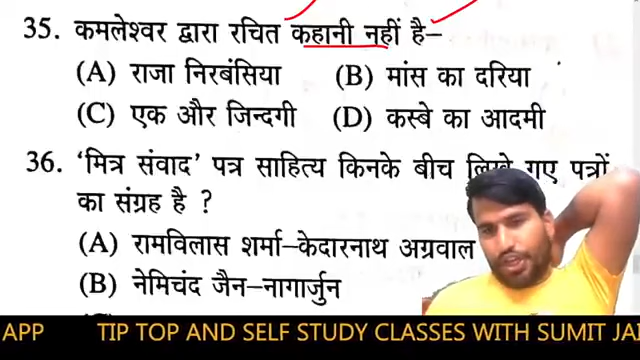 35. कमलेश्वर द्वारा रचित कहानी नहीं है–
(A) राजा निरबंसिया (B) मांस का दरिया
(C) एक और जिन्दगी (D) कस्बे का आदमी
36. 'मित्र संवाद' पत्र साहित्य किनके बीच लिखे गए पत्रों
का संग्रह है ?
(A) रामविलास शर्मा–केदारनाथ अग्रवाल
(B) नेमिचंद जैन–नागार्जुन
APP TIP TOP AND SELF STUDY CLASSES WITH SUMIT